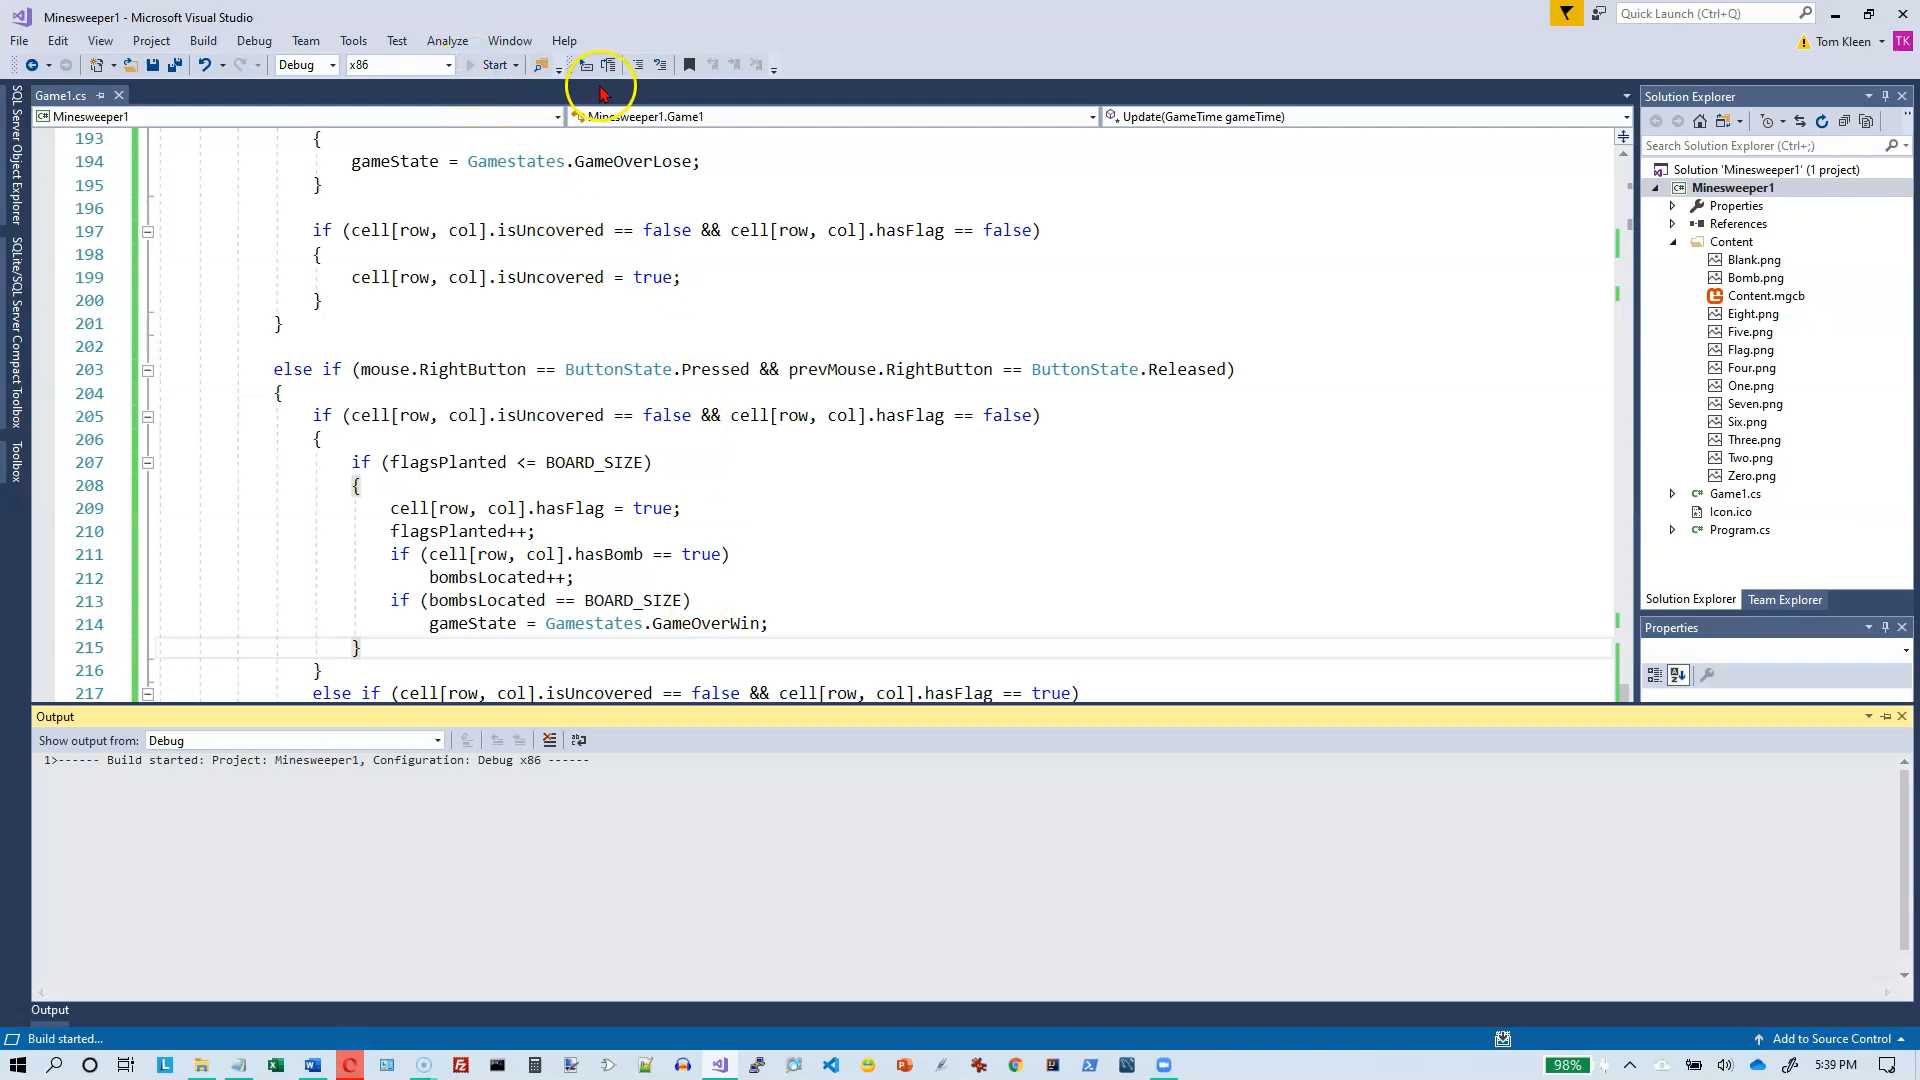 Minesweeper1 - Microsoft Visual Studio
Quick Launch (Ctrl+Q)
File Edit View Project Build Debug Team Tools Test Analyze Window Help
Tom Kleen TK
Debug x86 Start
Game1.cs
Minesweeper1 Minesweeper1.Game1 Update(GameTime gameTime)
SQL Server Object Explorer
SQLite/SQL Server Compact Toolbox
Toolbox
193 {
194 gameState = Gamestates.GameOverLose;
195 }
196
197 if (cell[row, col].isUncovered == false && cell[row, col].hasFlag == false)
198 {
199 cell[row, col].isUncovered = true;
200 }
201 }
202
203 else if (mouse.RightButton == ButtonState.Pressed && prevMouse.RightButton == ButtonState.Released)
204 {
205 if (cell[row, col].isUncovered == false && cell[row, col].hasFlag == false)
206 {
207 if (flagsPlanted <= BOARD_SIZE)
208 {
209 cell[row, col].hasFlag = true;
210 flagsPlanted++;
211 if (cell[row, col].hasBomb == true)
212 bombsLocated++;
213 if (bombsLocated == BOARD_SIZE)
214 gameState = Gamestates.GameOverWin;
215 }
216 }
217 else if (cell[row, col].isUncovered == false && cell[row, col].hasFlag == true)
Solution Explorer
Search Solution Explorer (Ctrl+;)
Solution 'Minesweeper1' (1 project)
C# Minesweeper1
Properties
References
Content
Blank.png
Bomb.png
Content.mgcb
Eight.png
Five.png
Flag.png
Four.png
One.png
Seven.png
Six.png
Three.png
Two.png
Zero.png
C# Game1.cs
Icon.ico
C# Program.cs
Solution Explorer Team Explorer
Properties
Output
Show output from: Debug
1>------ Build started: Project: Minesweeper1, Configuration: Debug x86 ------
Output
Build started...
Add to Source Control
98%
5:39 PM